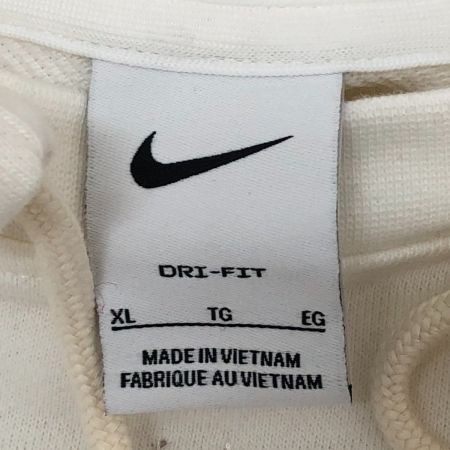 DRI-FIT
XL TG EG
MADE IN VIETNAM
FABRIQUE AU VIETNAM